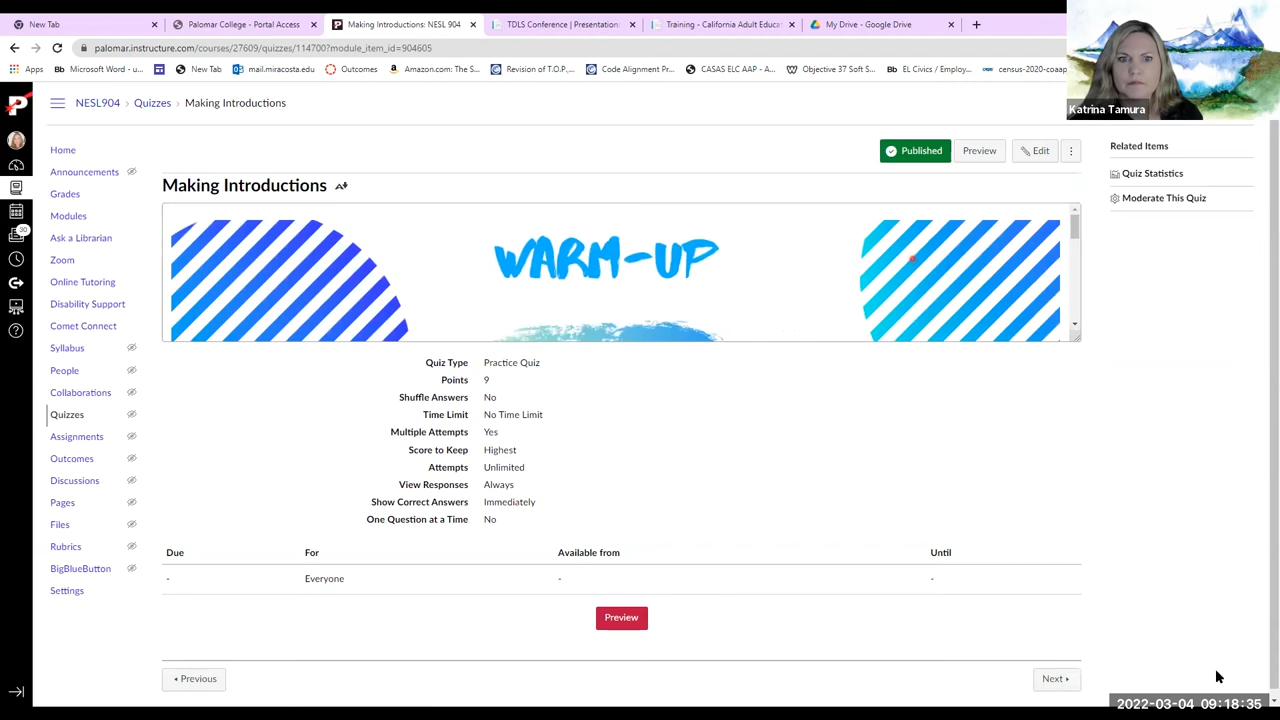 New Tab
Palomar College - Portal Access
Making Introductions: NESL 904
TDLS Conference | Presentation
Training - California Adult Educa
My Drive - Google Drive
palomar.instructure.com/courses/27609/quizzes/114700?module_item_id=904605
Apps
Bb Microsoft Word - u...
New Tab
mail.miracosta.edu
Outcomes
Amazon.com: The S...
Revision of T.O.P....
Code Alignment Pr...
CASAS ELC AAP - A...
Objective 37 Soft S...
Bb EL Civics / Employ...
census-2020-coaap
Katrina Tamura
NESL904 › Quizzes › Making Introductions
Home
Announcements
Grades
Modules
Ask a Librarian
Zoom
Online Tutoring
Disability Support
Comet Connect
Syllabus
People
Collaborations
Quizzes
Assignments
Outcomes
Discussions
Pages
Files
Rubrics
BigBlueButton
Settings
30
Published
Preview
Edit
Making Introductions
WARM-UP
Quiz Type Practice Quiz
Points 9
Shuffle Answers No
Time Limit No Time Limit
Multiple Attempts Yes
Score to Keep Highest
Attempts Unlimited
View Responses Always
Show Correct Answers Immediately
One Question at a Time No
Due For Available from Until
- Everyone - -
Preview
Previous
Next
Related Items
Quiz Statistics
Moderate This Quiz
2022-03-04 09:18:35